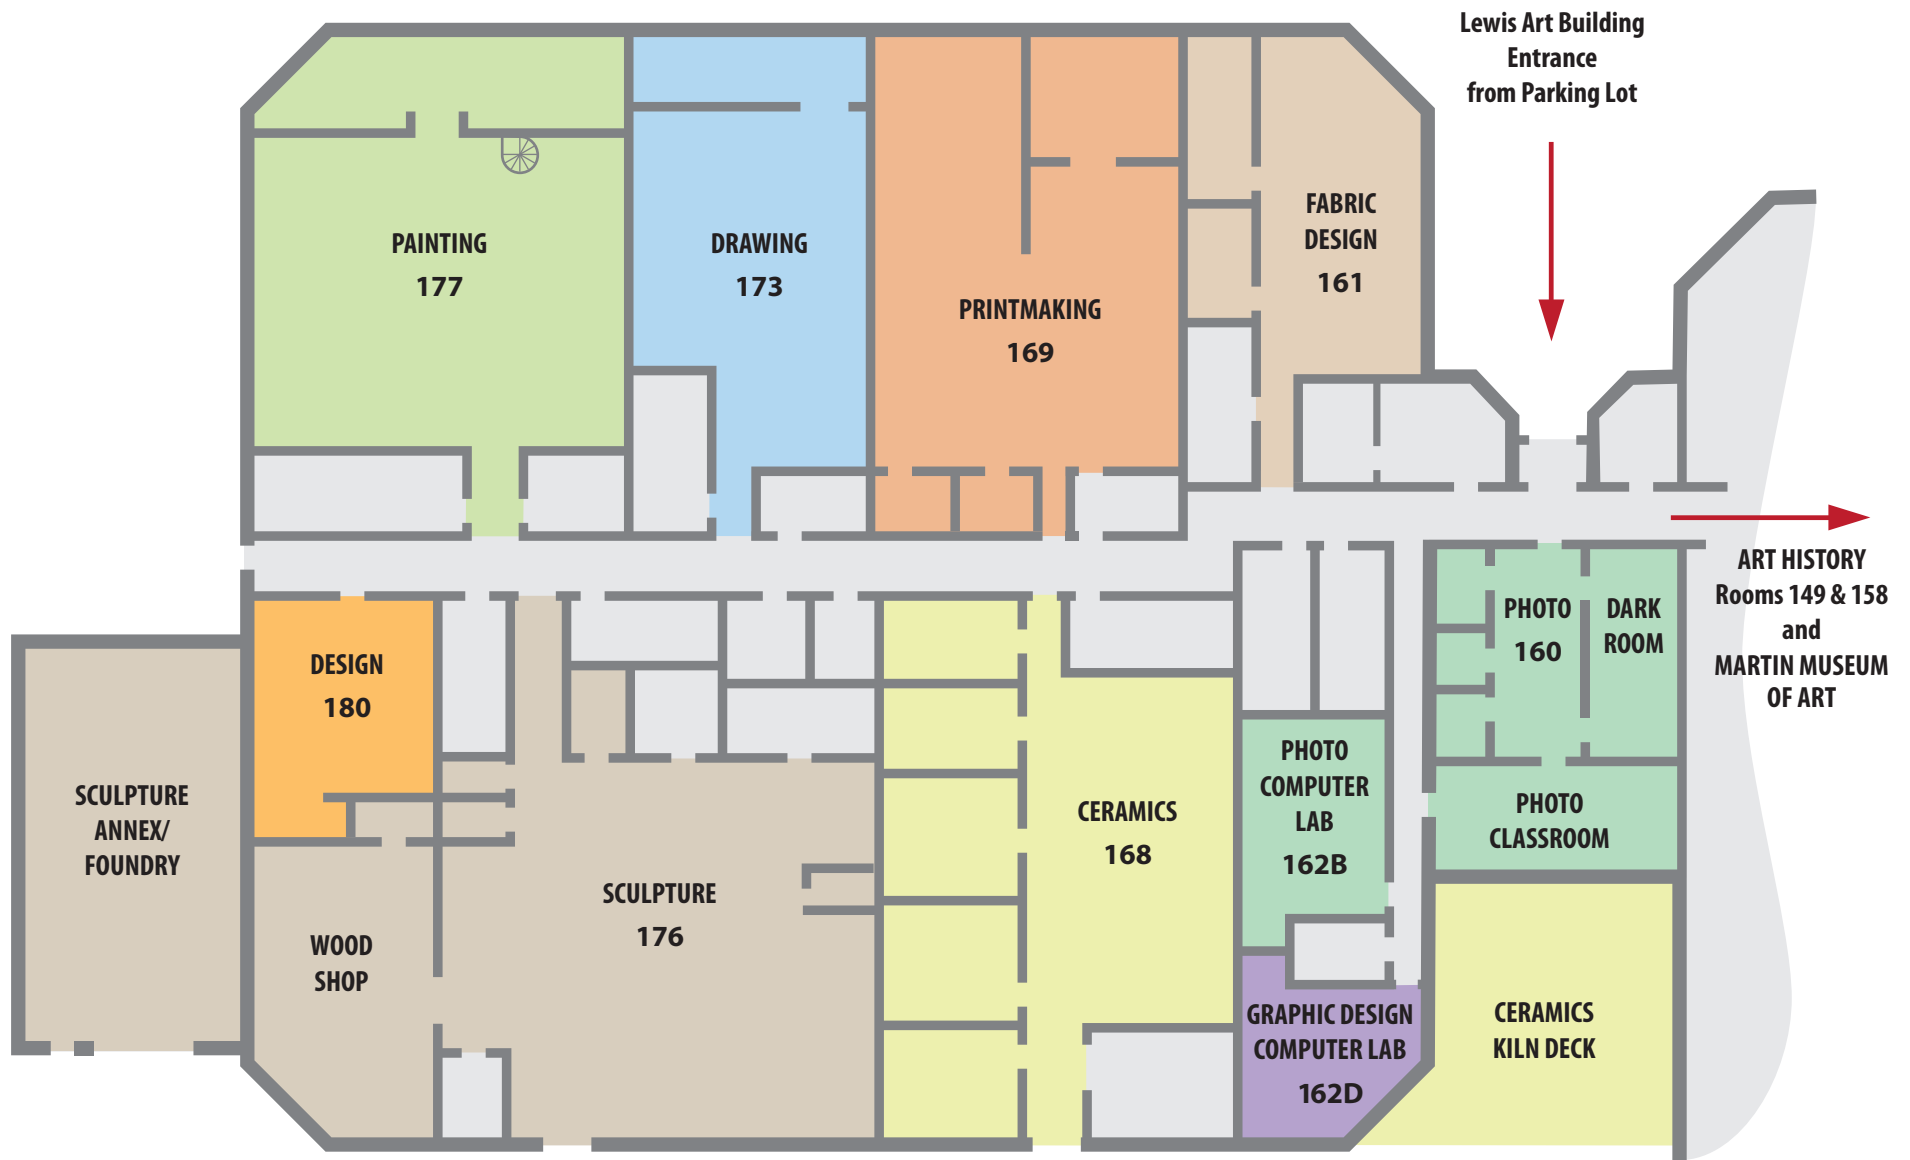 Lewis Art Building
Entrance
from Parking Lot
PAINTING
177
DRAWING
173
PRINTMAKING
169
FABRIC
DESIGN
161
ART HISTORY
Rooms 149 & 158
and
MARTIN MUSEUM
OF ART
PHOTO
160
DARK
ROOM
DESIGN
180
SCULPTURE
ANNEX/
FOUNDRY
WOOD
SHOP
SCULPTURE
176
CERAMICS
168
PHOTO
COMPUTER
LAB
162B
PHOTO
CLASSROOM
GRAPHIC DESIGN
COMPUTER LAB
162D
CERAMICS
KILN DECK